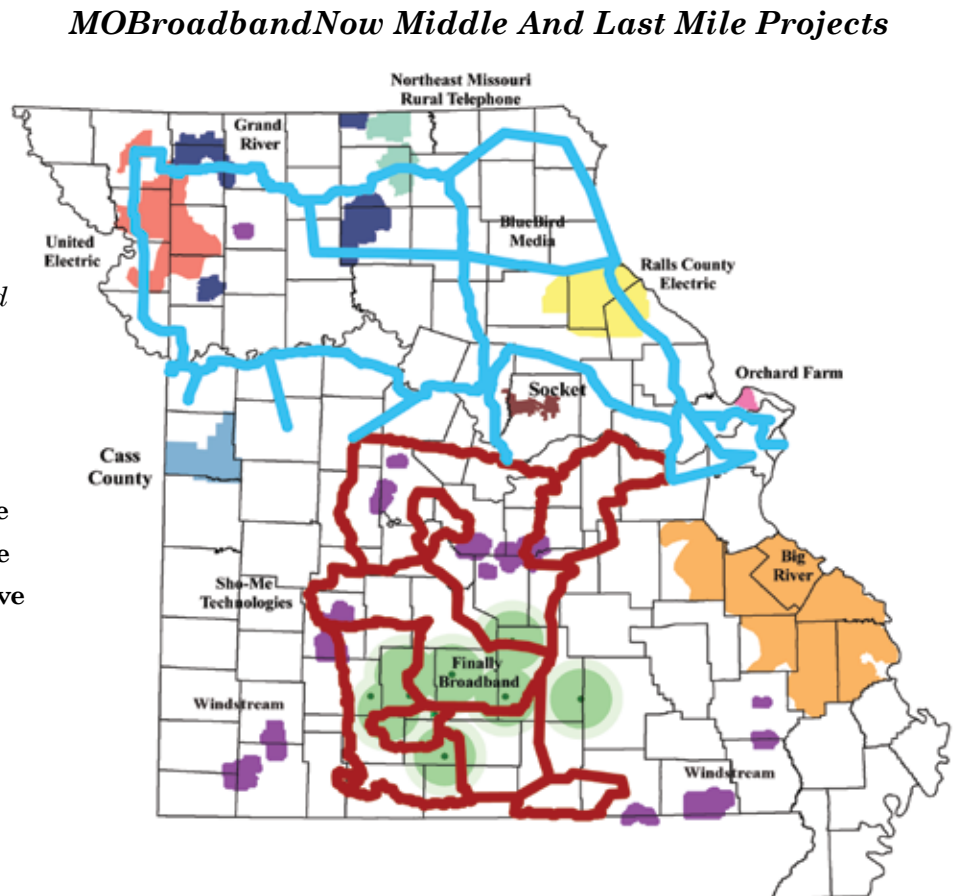 MOBroadbandNow Middle And Last Mile Projects
Northeast Missouri
Rural Telephone
Grand
River
BlueBird
Media
United
Electric
Ralls County
Electric
d
Orchard Farm
Socket
Cass
County
e
e
ve
Big
River
Sho-Me
Technologies
Finally
Broadband
Windstream
Windstream